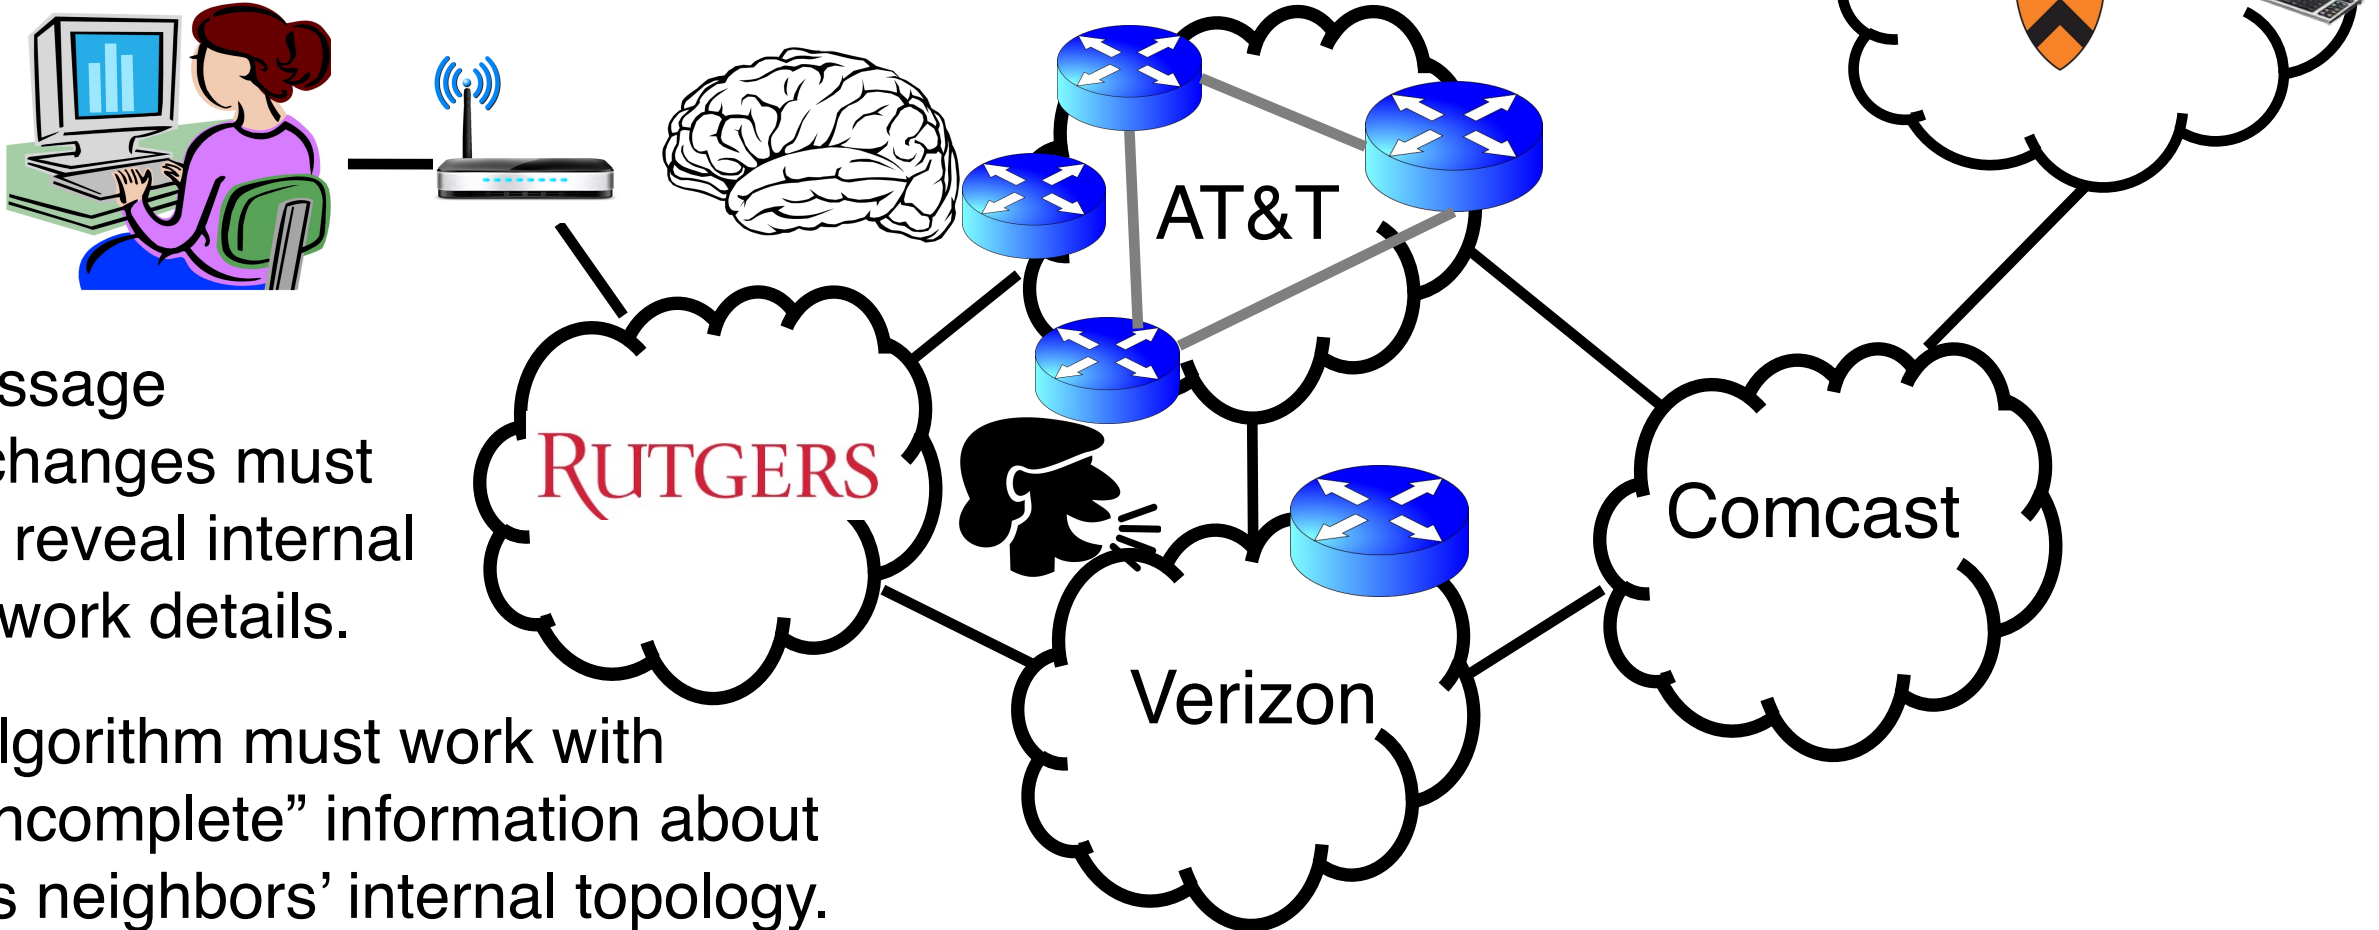 AT&T
ssage
changes must
reveal internal
work details.
RUTGERS
Comcast
Verizon
lgorithm must work with
ncomplete” information about
s neighbors’ internal topology.